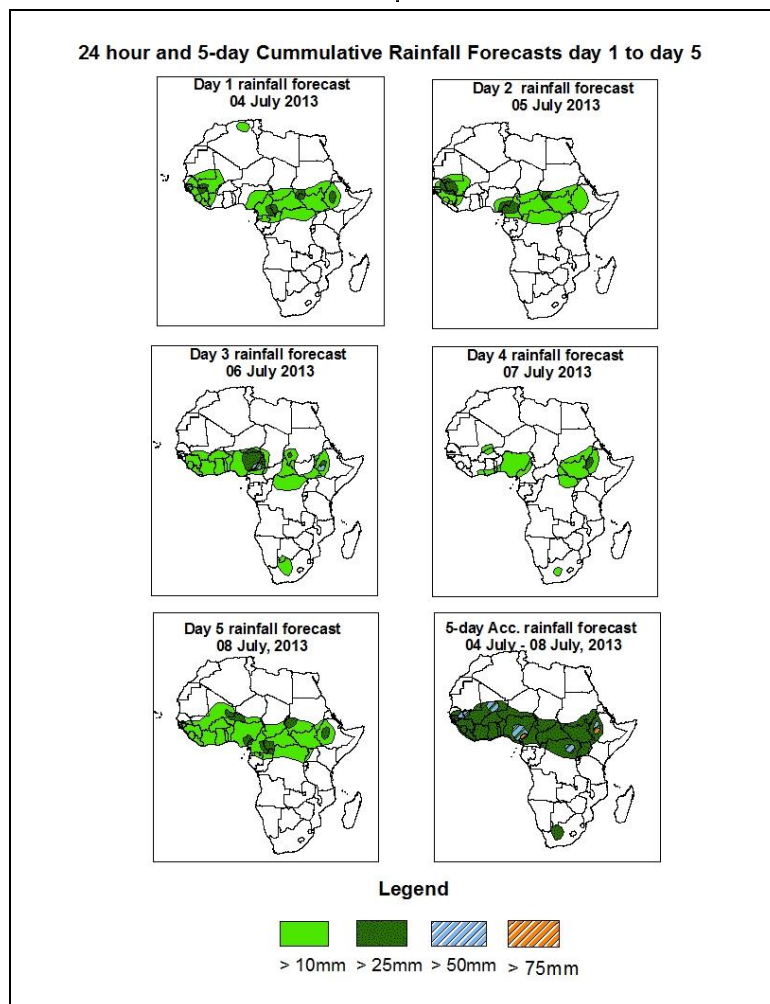 24 hour and 5-day Cummulative Rainfall Forecasts day 1 to day 5
Day 1 rainfall forecast
04 July 2013
Day 2 rainfall forecast
05 July 2013
Day 3 rainfall forecast
06 July 2013
Day 4 rainfall forecast
07 July 2013
Day 5 rainfall forecast
08 July, 2013
5-day Acc. rainfall forecast
04 July - 08 July, 2013
Legend
> 10mm > 25mm > 50mm > 75mm